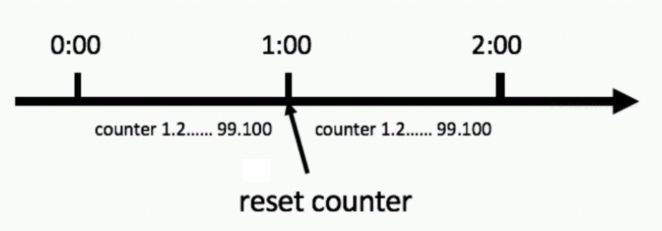 0:00 1:00 2:00
counter 1.2...... 99.100 counter 1.2...... 99.100
reset counter